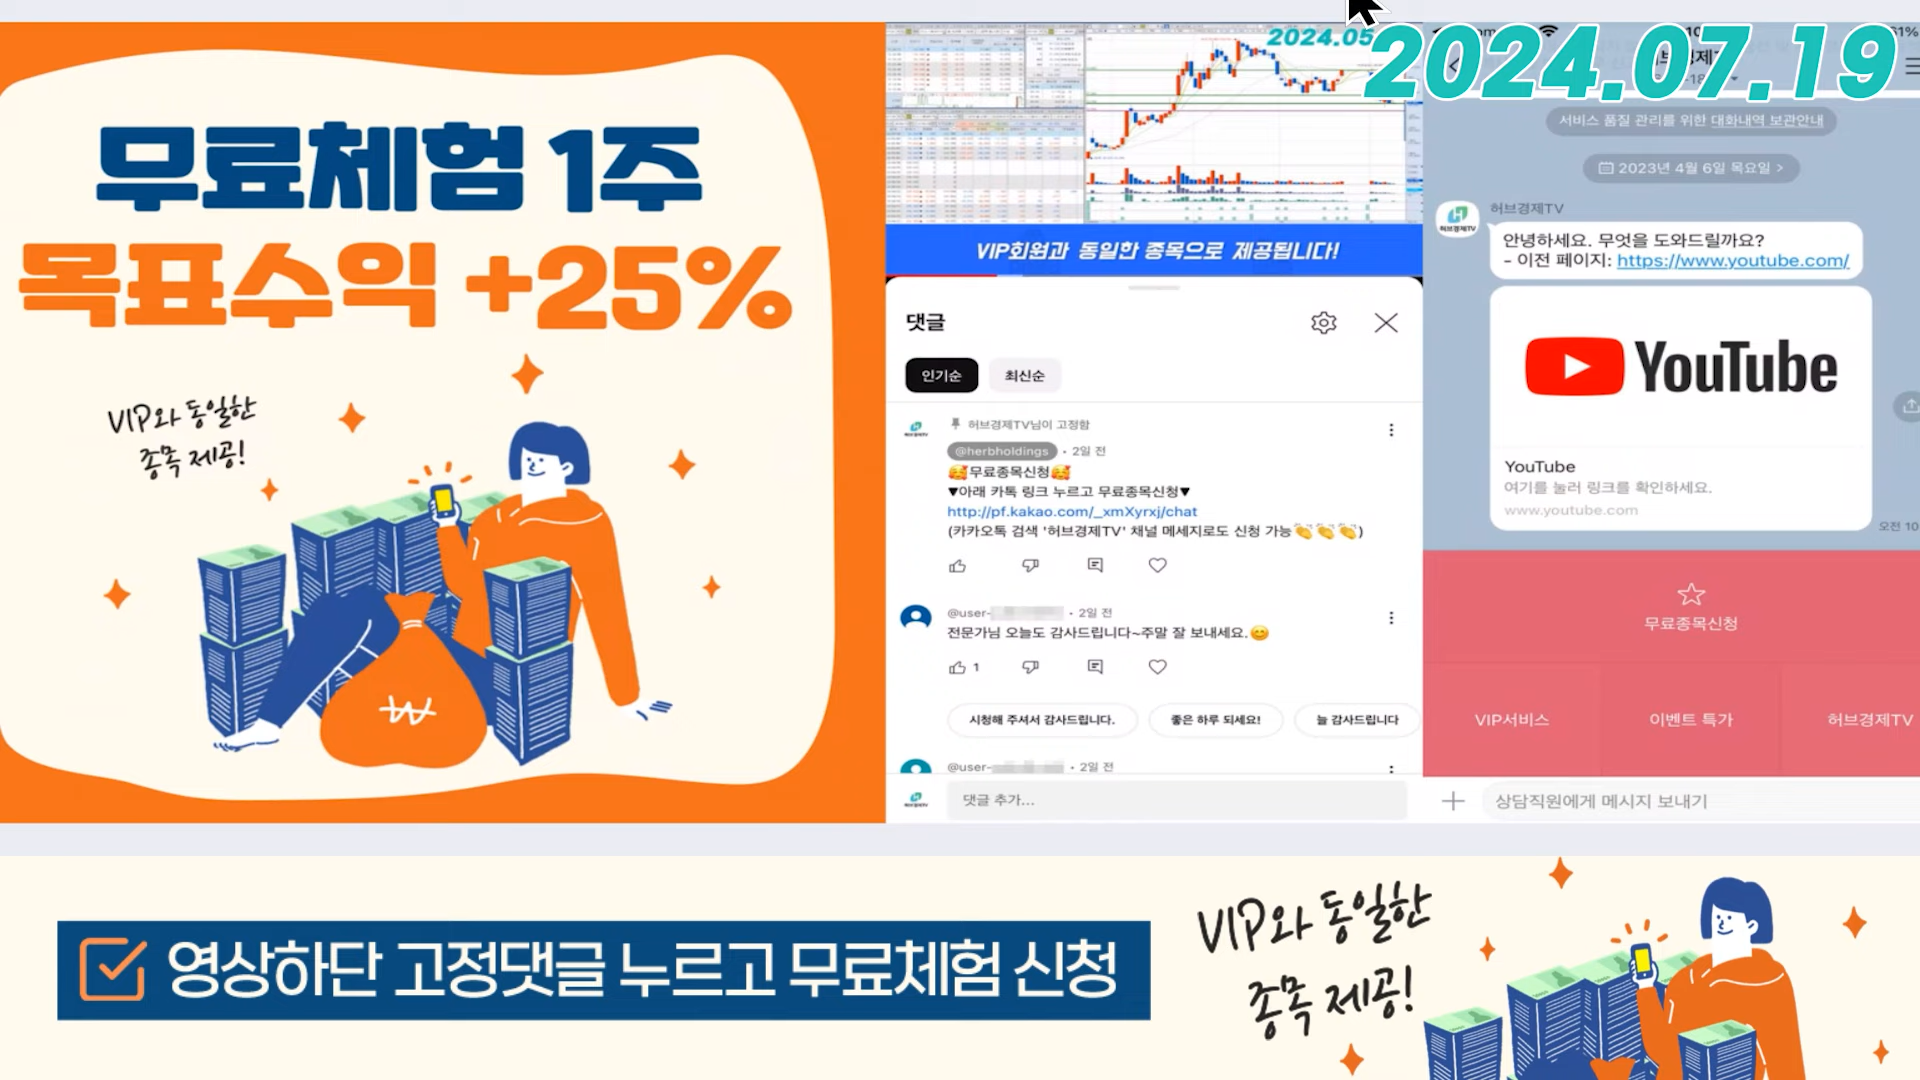 무료체험 1주
목표수익 +25%
VIP와 동일한
종목 제공!
2024.05
VIP회원과 동일한 종목으로 제공됩니다!
댓글
인기순
최신순
허브경제TV님이 고정함
@herbholdings · 2일 전
🥰무료종목신청🥰
▼아래 카톡 링크 누르고 무료종목신청▼
http://pf.kakao.com/_xmXyrxj/chat
(카카오톡 검색 '허브경제TV' 채널 메세지로도 신청 가능👏👏👏)
@user- · 2일 전
전문가님 오늘도 감사드립니다~주말 잘 보내세요.😊
1
시청해 주셔서 감사드립니다.
좋은 하루 되세요!
늘 감사드립니다
@user- · 2일 전
댓글 추가...
2024.07.19
61%
서비스 품질 관리를 위한 대화내역 보관안내
2023년 4월 6일 목요일 >
허브경제TV
안녕하세요. 무엇을 도와드릴까요?
- 이전 페이지: https://www.youtube.com/
YouTube
YouTube
여기를 눌러 링크를 확인하세요.
www.youtube.com
오전 10
무료종목신청
VIP서비스
이벤트 특가
허브경제TV
상담직원에게 메시지 보내기
영상하단 고정댓글 누르고 무료체험 신청
VIP와 동일한
종목 제공!